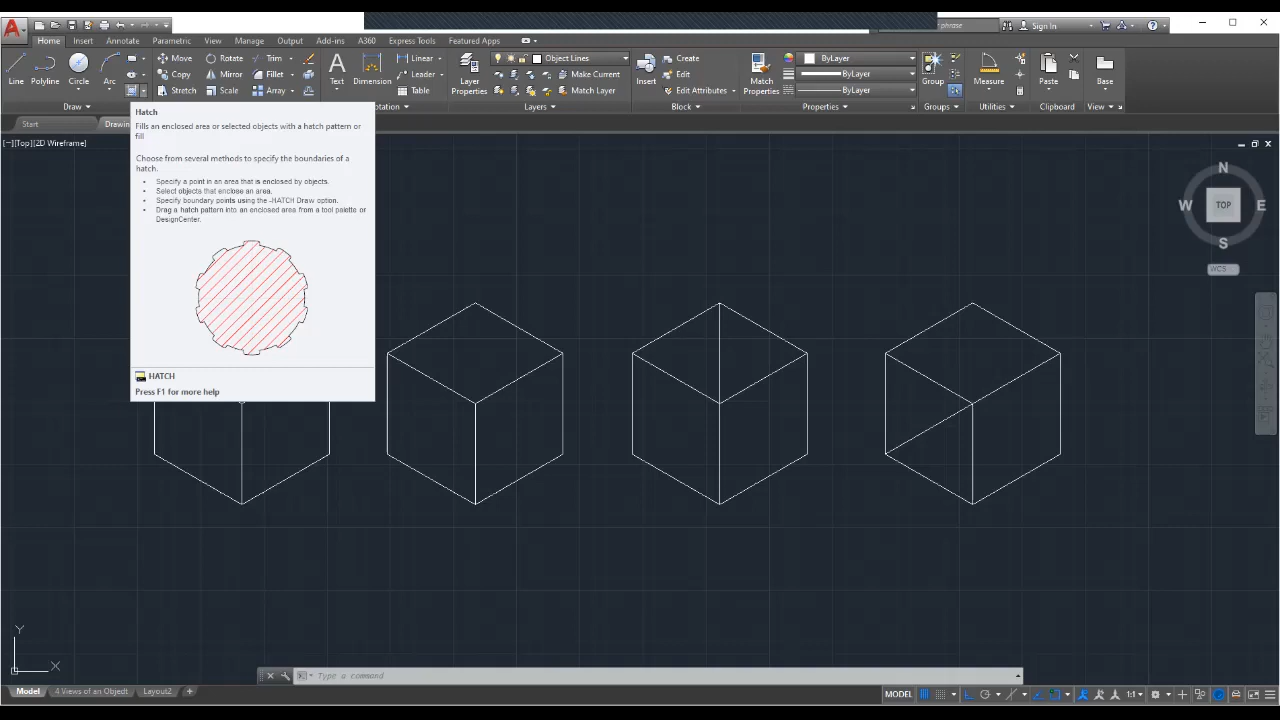 phrase
Sign In
Home Insert Annotate Parametric View Manage Output Add-ins A360 Express Tools Featured Apps
Move Rotate Trim Linear Object Lines Create ByLayer
Line Polyline Circle Arc Copy Mirror Fillet Text Dimension Leader Layer Properties Make Current Insert Edit Match Properties ByLayer Group Measure Paste Base
Stretch Scale Array Table Match Layer Edit Attributes ByLayer
Draw Layers Block Properties Groups Utilities Clipboard View
Start Drawin
[−][Top][2D Wireframe]
Hatch
Fills an enclosed area or selected objects with a hatch pattern or
fill
Choose from several methods to specify the boundaries of a
hatch.
• Specify a point in an area that is enclosed by objects.
• Select objects that enclose an area.
• Specify boundary points using the -HATCH Draw option.
• Drag a hatch pattern into an enclosed area from a tool palette or
DesignCenter.
HATCH
Press F1 for more help
N
W TOP E
S
WCS
Y
X
Type a command
Model 4 Views of an Object Layout2 +
MODEL 1:1